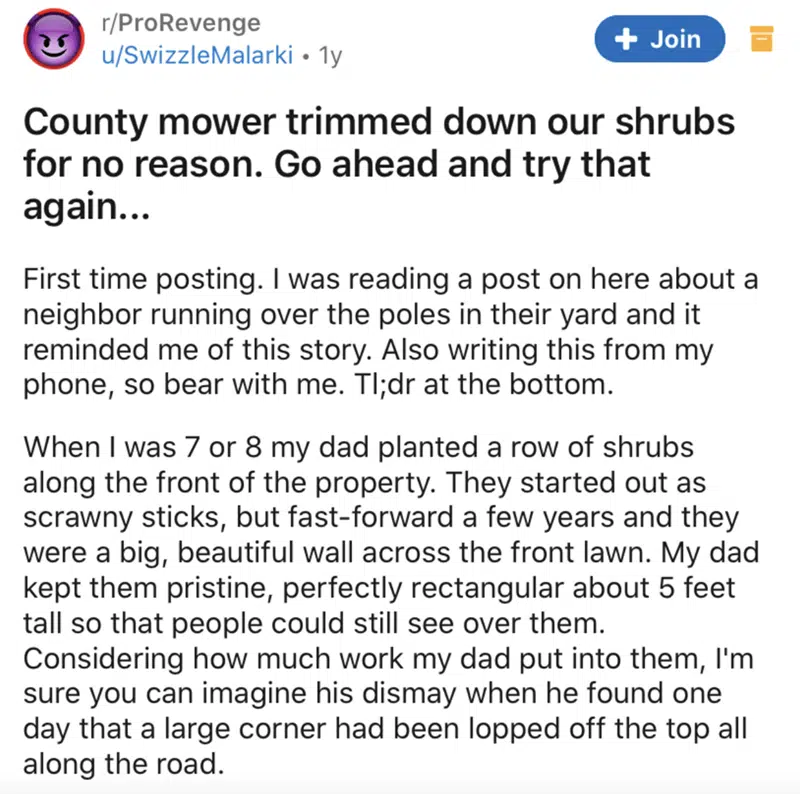 r/ProRevenge
u/SwizzleMalarki • 1y
+ Join
County mower trimmed down our shrubs
for no reason. Go ahead and try that
again...
First time posting. I was reading a post on here about a
neighbor running over the poles in their yard and it
reminded me of this story. Also writing this from my
phone, so bear with me. Tl;dr at the bottom.
When I was 7 or 8 my dad planted a row of shrubs
along the front of the property. They started out as
scrawny sticks, but fast-forward a few years and they
were a big, beautiful wall across the front lawn. My dad
kept them pristine, perfectly rectangular about 5 feet
tall so that people could still see over them.
Considering how much work my dad put into them, I'm
sure you can imagine his dismay when he found one
day that a large corner had been lopped off the top all
along the road.